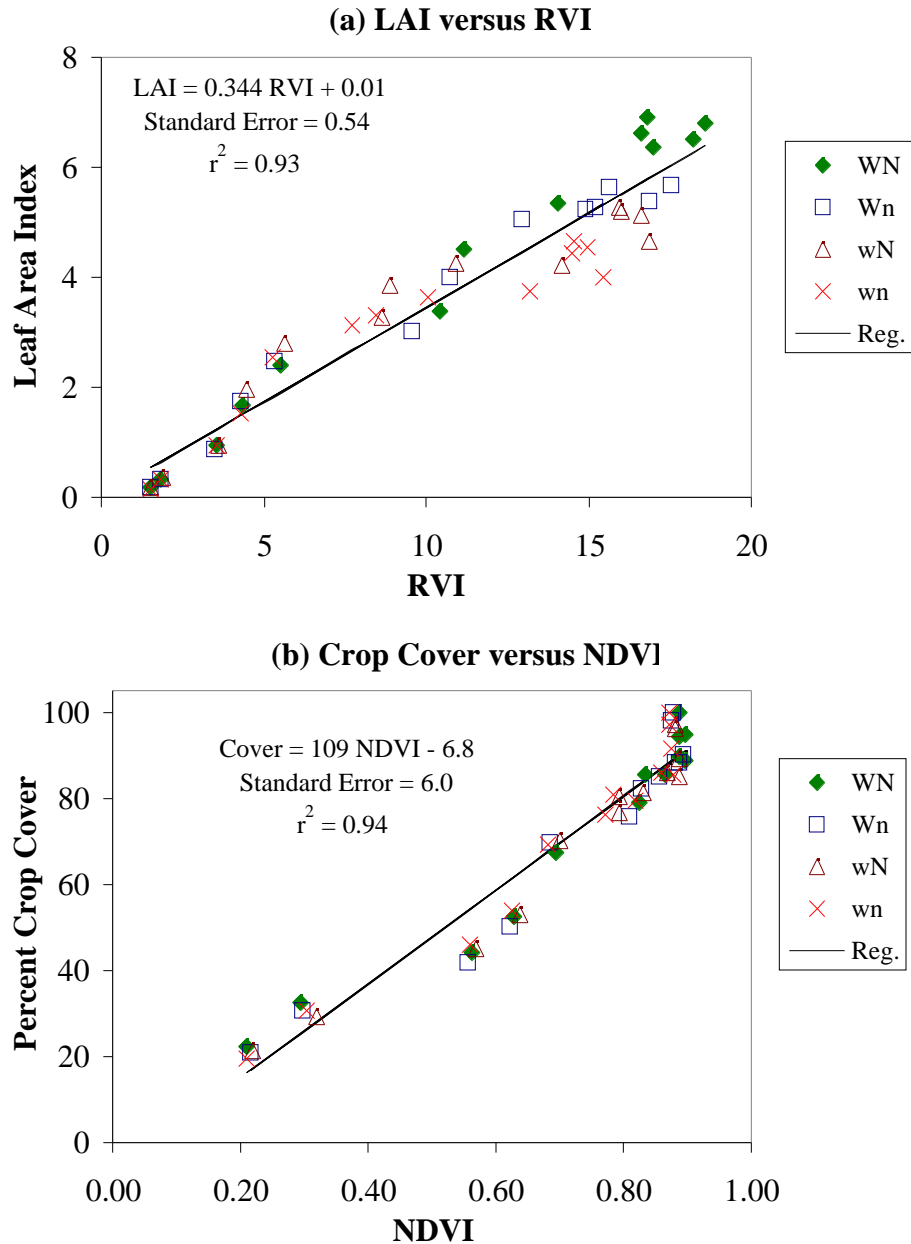 (a) LAI versus RVI
8
6
4
2
0
LAI = 0.344 RVI + 0.01
Standard Error = 0.54
r² = 0.93
Leaf Area Index
0 5 10 15 20
RVI
WN
Wn
wN
wn
Reg.
(b) Crop Cover versus NDVI
100
80
60
40
20
0
Cover = 109 NDVI - 6.8
Standard Error = 6.0
r² = 0.94
Percent Crop Cover
0.00 0.20 0.40 0.60 0.80 1.00
NDVI
WN
Wn
wN
wn
Reg.